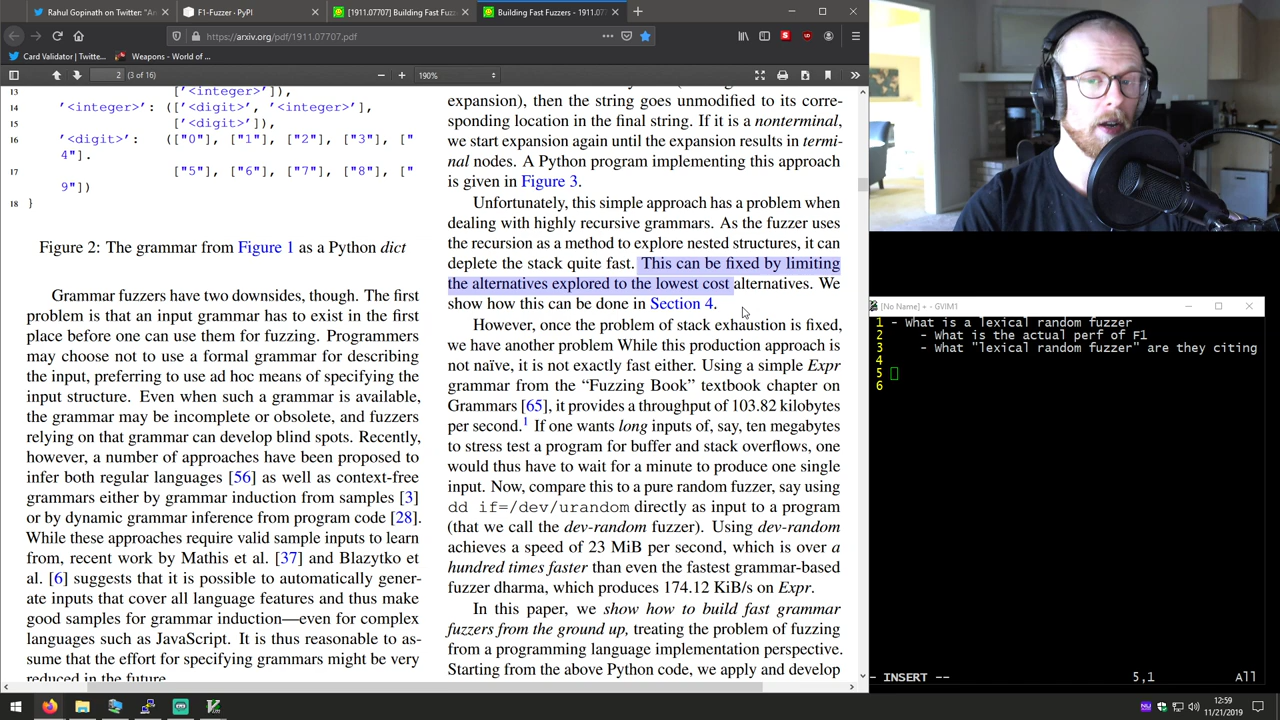 Rahul Gopinath on Twitter: "An
F1-Fuzzer · PyPI
[1911.07707] Building Fast Fuz
Building Fast Fuzzers - 1911.07
https://arxiv.org/pdf/1911.07707.pdf
Card Validator | Twitte...
Weapons - World of ...
2
(3 of 16)
190%
13 ['<integer>']),
14 '<integer>': (['<digit>', '<integer>'],
15 ['<digit>']),
16 '<digit>': (["0"], ["1"], ["2"], ["3"], ["
4"].
17 ["5"], ["6"], ["7"], ["8"], ["
9"])
18 }
Figure 2: The grammar from Figure 1 as a Python dict
Grammar fuzzers have two downsides, though. The first
problem is that an input grammar has to exist in the first
place before one can use them for fuzzing. Programmers
may choose not to use a formal grammar for describing
the input, preferring to use ad hoc means of specifying the
input structure. Even when such a grammar is available,
the grammar may be incomplete or obsolete, and fuzzers
relying on that grammar can develop blind spots. Recently,
however, a number of approaches have been proposed to
infer both regular languages [56] as well as context-free
grammars either by grammar induction from samples [3]
or by dynamic grammar inference from program code [28].
While these approaches require valid sample inputs to learn
from, recent work by Mathis et al. [37] and Blazytko et
al. [6] suggests that it is possible to automatically gener-
ate inputs that cover all language features and thus make
good samples for grammar induction—even for complex
languages such as JavaScript. It is thus reasonable to as-
sume that the effort for specifying grammars might be very
reduced in the future.
expansion), then the string goes unmodified to its corre-
sponding location in the final string. If it is a nonterminal,
we start expansion again until the expansion results in termi-
nal nodes. A Python program implementing this approach
is given in Figure 3.
Unfortunately, this simple approach has a problem when
dealing with highly recursive grammars. As the fuzzer uses
the recursion as a method to explore nested structures, it can
deplete the stack quite fast. This can be fixed by limiting
the alternatives explored to the lowest cost alternatives. We
show how this can be done in Section 4.
However, once the problem of stack exhaustion is fixed,
we have another problem While this production approach is
not naïve, it is not exactly fast either. Using a simple Expr
grammar from the “Fuzzing Book” textbook chapter on
Grammars [65], it provides a throughput of 103.82 kilobytes
per second.1 If one wants long inputs of, say, ten megabytes
to stress test a program for buffer and stack overflows, one
would thus have to wait for a minute to produce one single
input. Now, compare this to a pure random fuzzer, say using
dd if=/dev/urandom directly as input to a program
(that we call the dev-random fuzzer). Using dev-random
achieves a speed of 23 MiB per second, which is over a
hundred times faster than even the fastest grammar-based
fuzzer dharma, which produces 174.12 KiB/s on Expr.
In this paper, we show how to build fast grammar
fuzzers from the ground up, treating the problem of fuzzing
from a programming language implementation perspective.
Starting from the above Python code, we apply and develop
[No Name] + - GVIM1
1 - What is a lexical random fuzzer
2 - What is the actual perf of F1
3 - What "lexical random fuzzer" are they citing
4
5
6
- INSERT --
5,1
All
12:59
11/21/2019